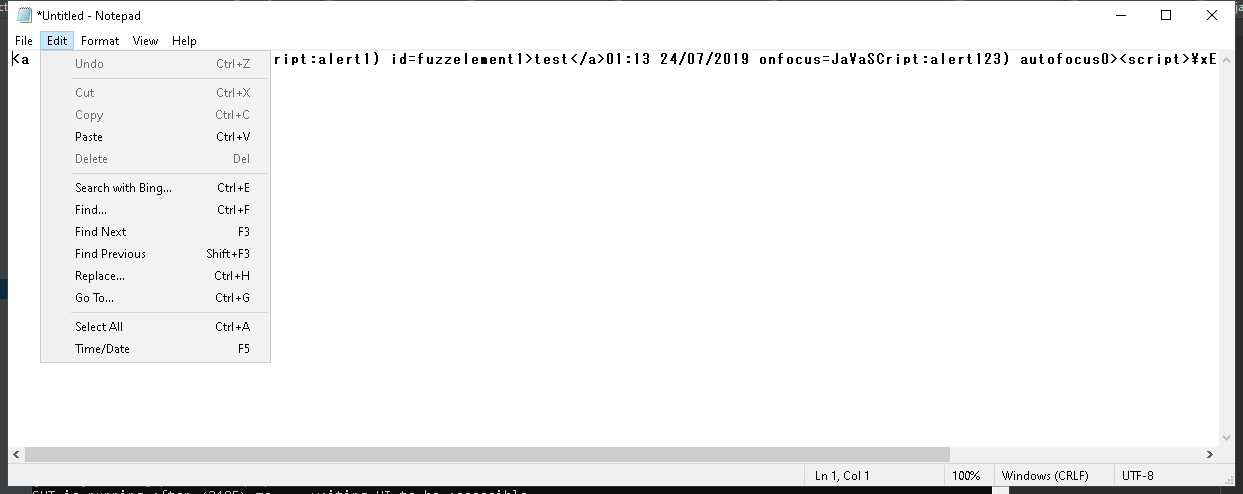 *Untitled - Notepad
File Edit Format View Help
<a ript:alert1) id=fuzzelement1>test</a>01:13 24/07/2019 onfocus=JaVaSCript:alert123) autofocus0><script>¥xE
Undo Ctrl+Z
Cut Ctrl+X
Copy Ctrl+C
Paste Ctrl+V
Delete Del
Search with Bing... Ctrl+E
Find... Ctrl+F
Find Next F3
Find Previous Shift+F3
Replace... Ctrl+H
Go To... Ctrl+G
Select All Ctrl+A
Time/Date F5
Ln 1, Col 1 100% Windows (CRLF) UTF-8